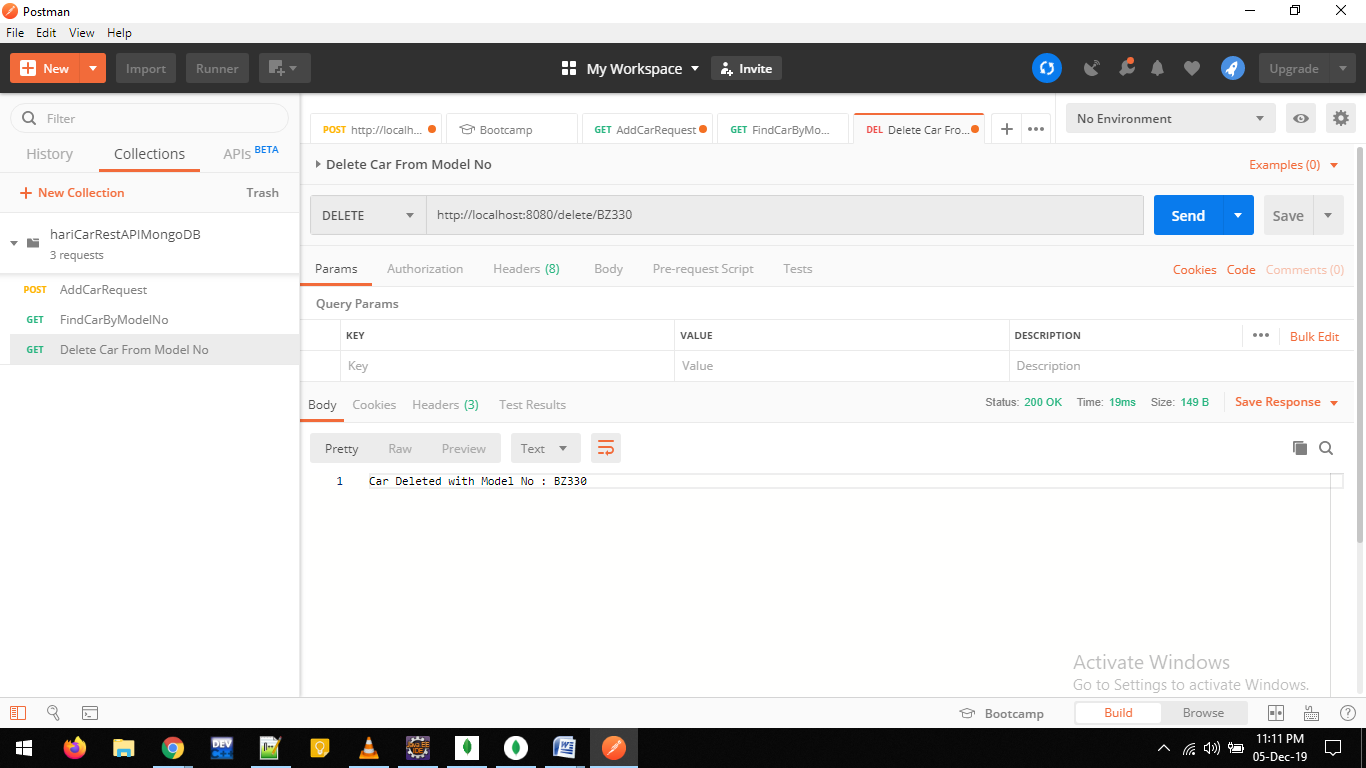 Postman
File Edit View Help
New Import Runner My Workspace Invite Upgrade
Filter
History Collections APIs BETA
New Collection Trash
hariCarRestAPIMongoDB
3 requests
POST AddCarRequest
GET FindCarByModelNo
GET Delete Car From Model No
POST http://localh... Bootcamp GET AddCarRequest GET FindCarByMo... DEL Delete Car Fro... + ... No Environment
Delete Car From Model No Examples (0)
DELETE http://localhost:8080/delete/BZ330 Send Save
Params Authorization Headers (8) Body Pre-request Script Tests Cookies Code Comments (0)
Query Params
KEY VALUE DESCRIPTION ... Bulk Edit
Key Value Description
Body Cookies Headers (3) Test Results Status: 200 OK Time: 19ms Size: 149 B Save Response
Pretty Raw Preview Text
1 Car Deleted with Model No : BZ330
Activate Windows
Go to Settings to activate Windows.
Bootcamp Build Browse ?
DEV
11:11 PM
05-Dec-19